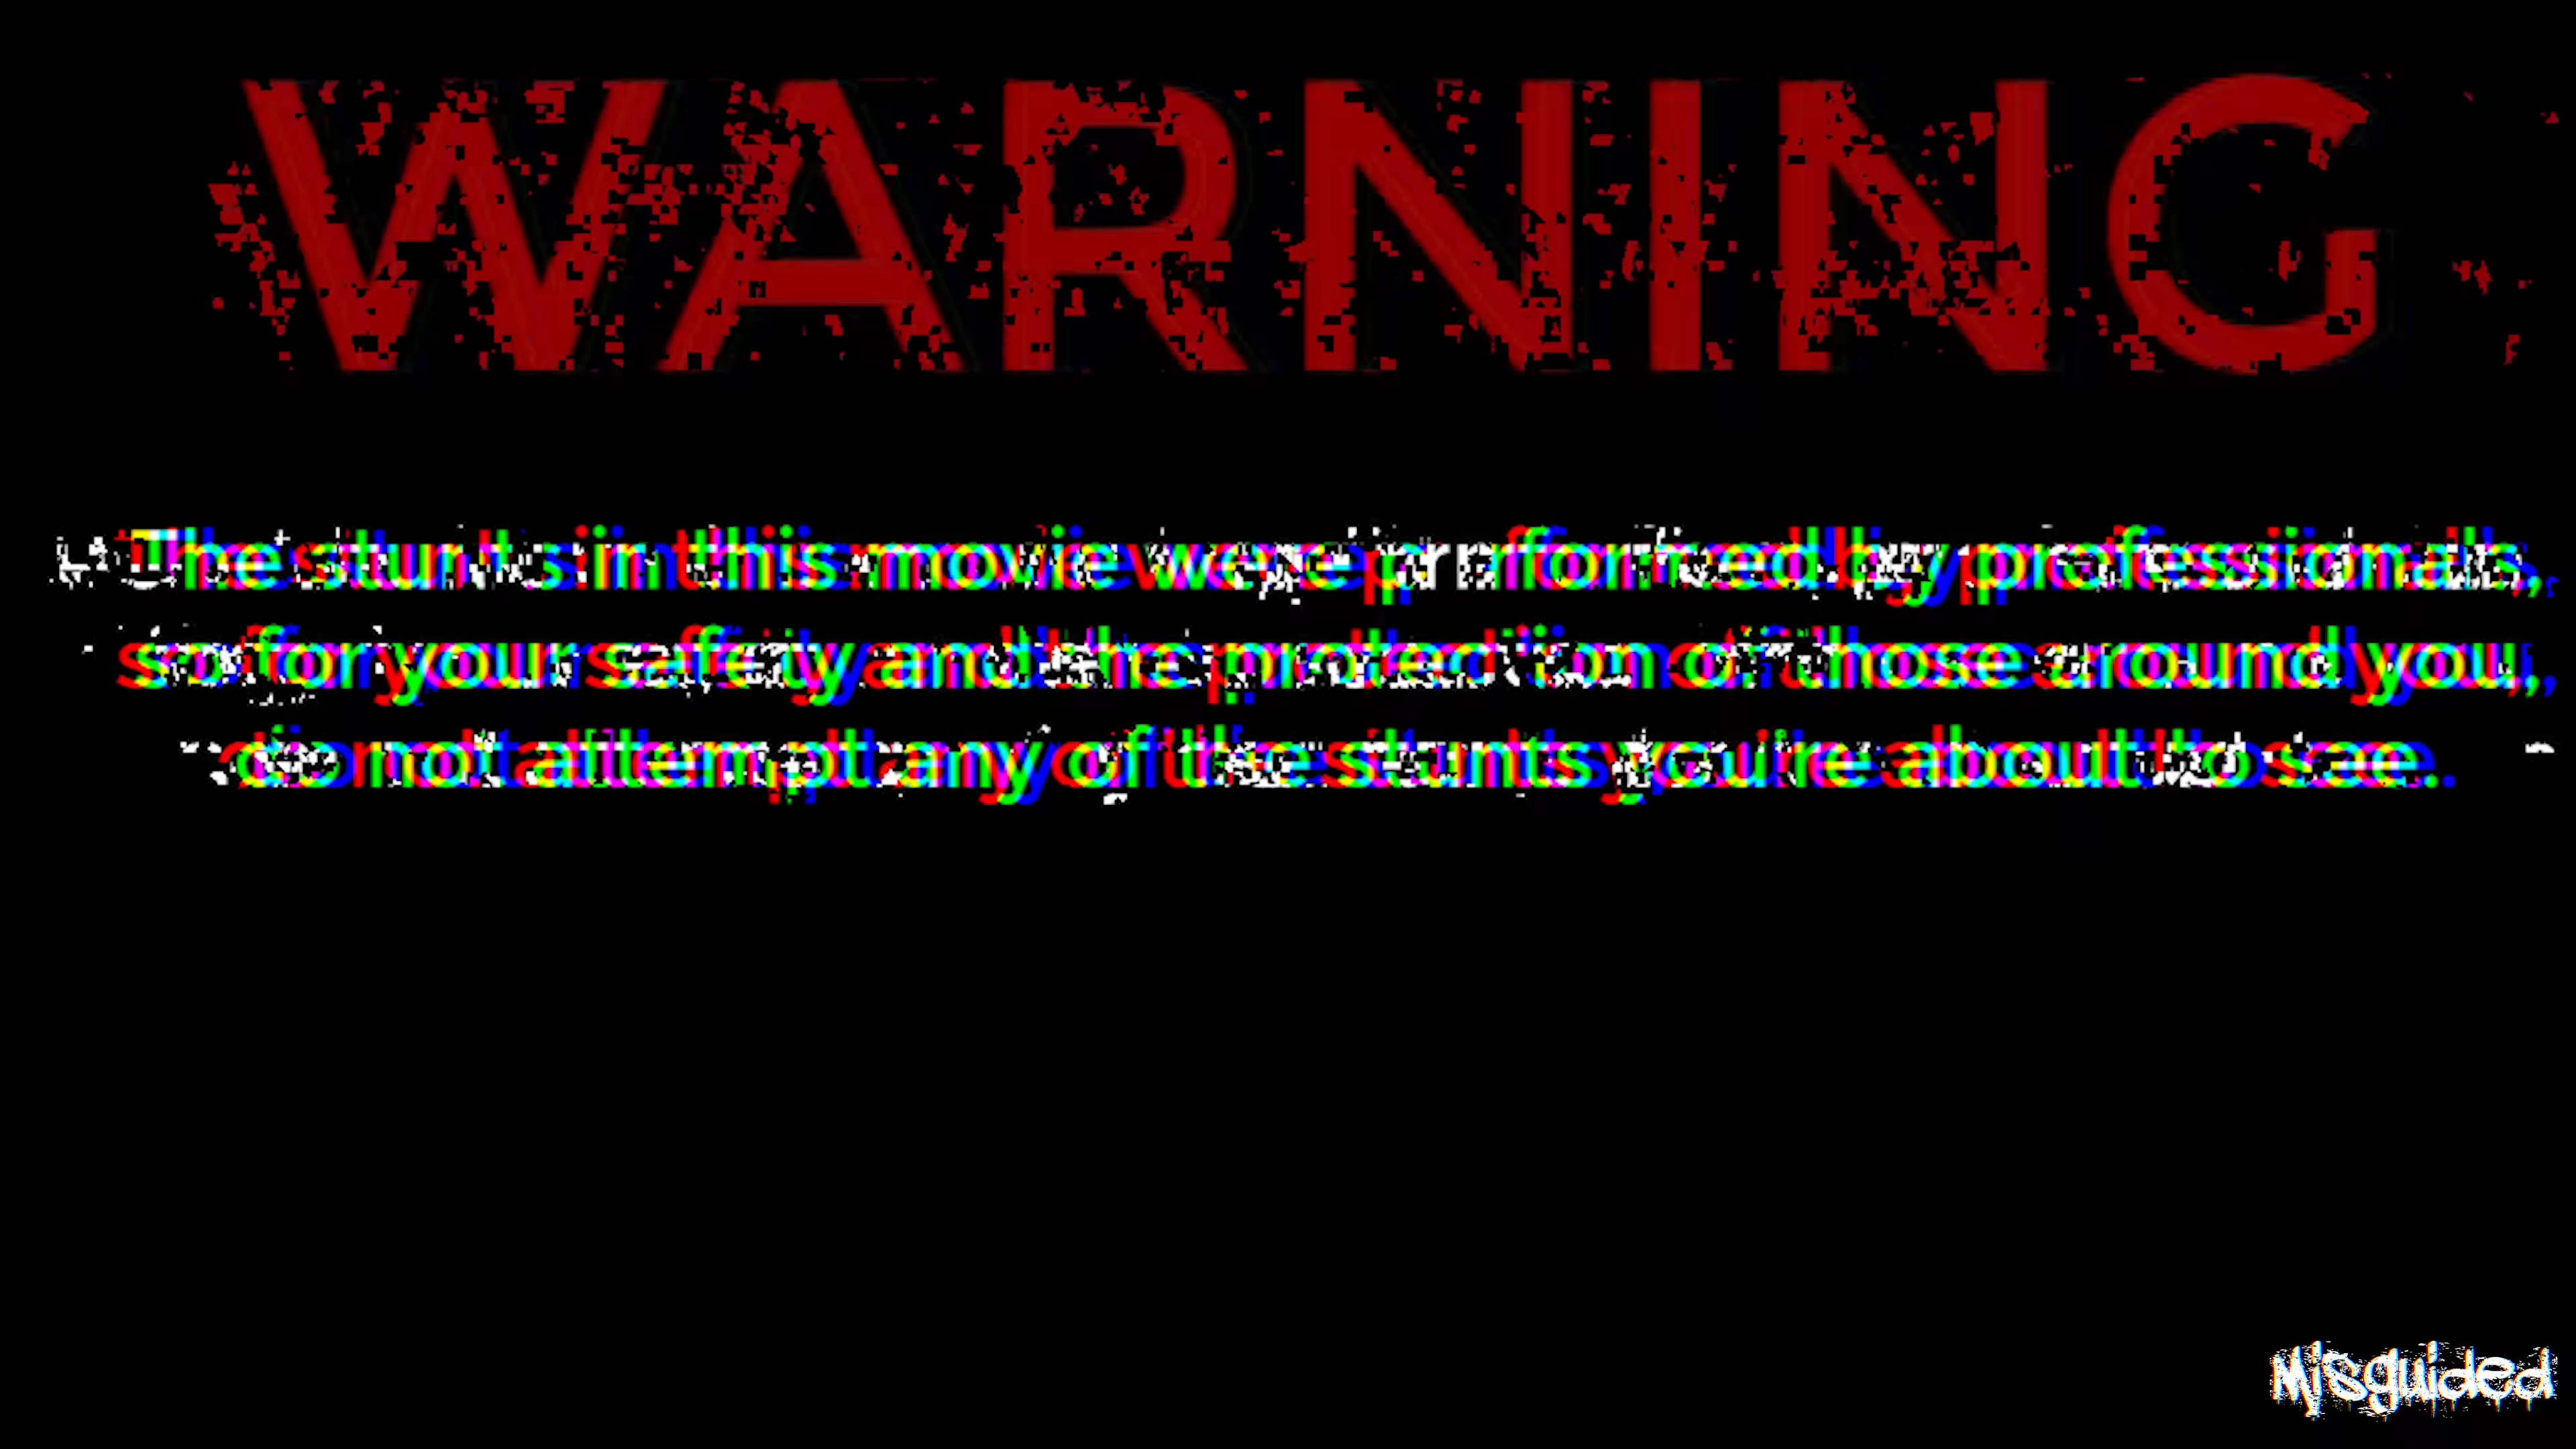 WARNING
The stunts in this movie were performed by professionals,
so for your safety and the protection of those around you,
do not attempt any of the stunts you're about to see.
Misguided